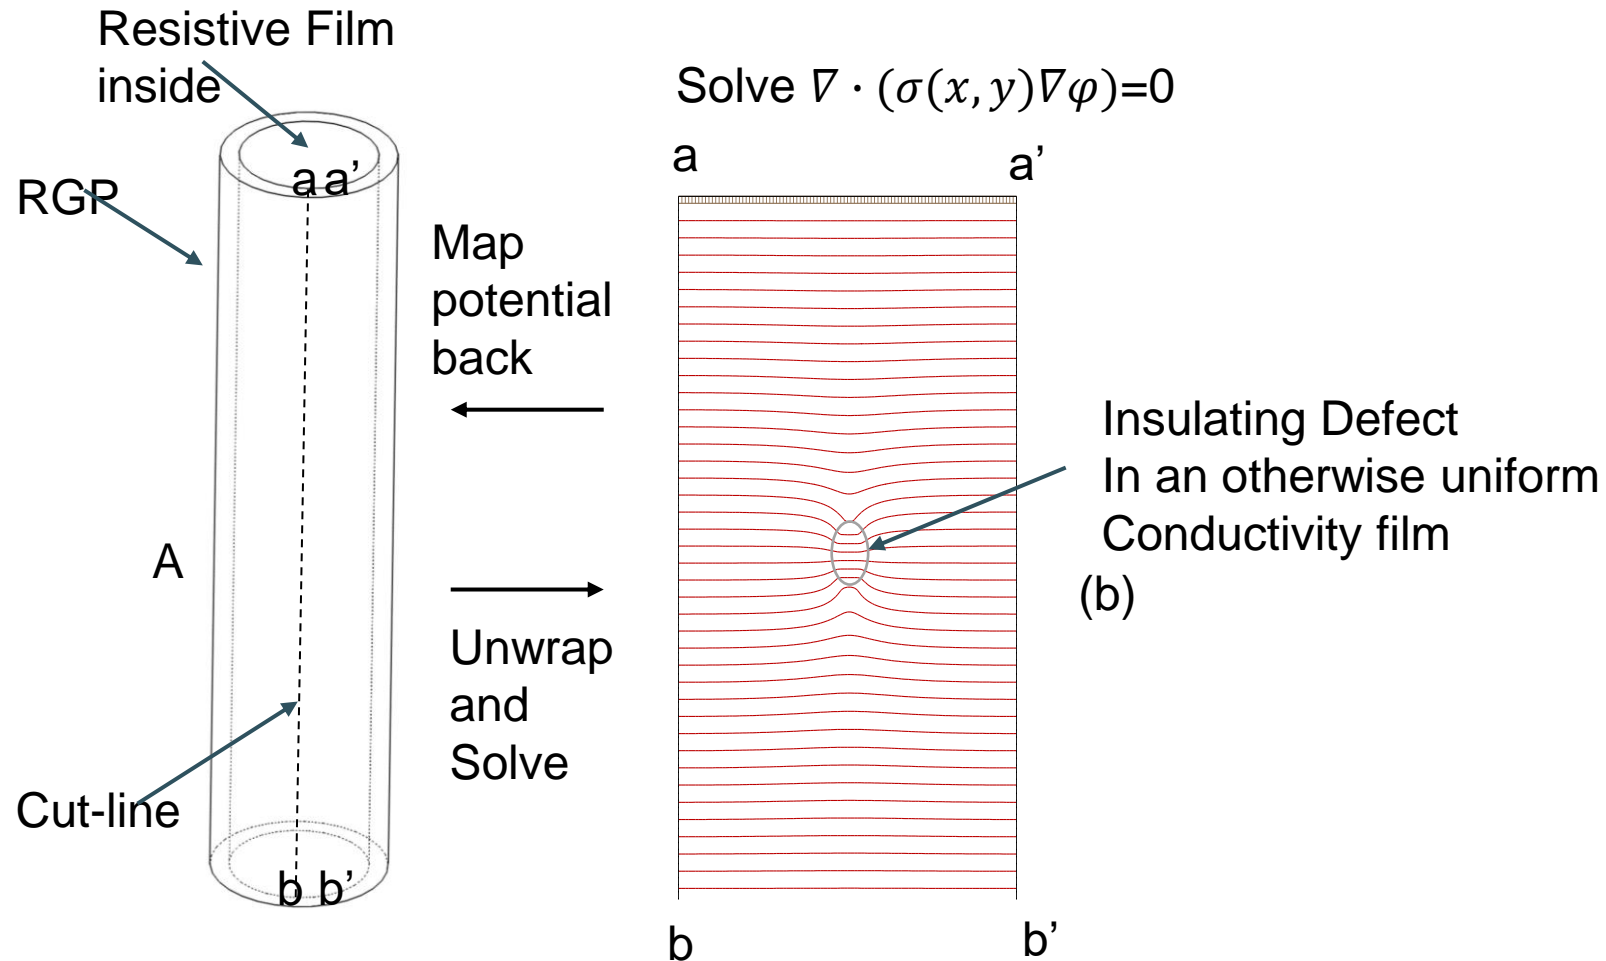 Resistive Film
inside
RGP
a a’
A
Cut-line
b b’
Map
potential
back
Unwrap
and
Solve
Solve ∇ · (σ(x, y)∇φ)=0
a
a’
b
b’
Insulating Defect
In an otherwise uniform
Conductivity film
(b)